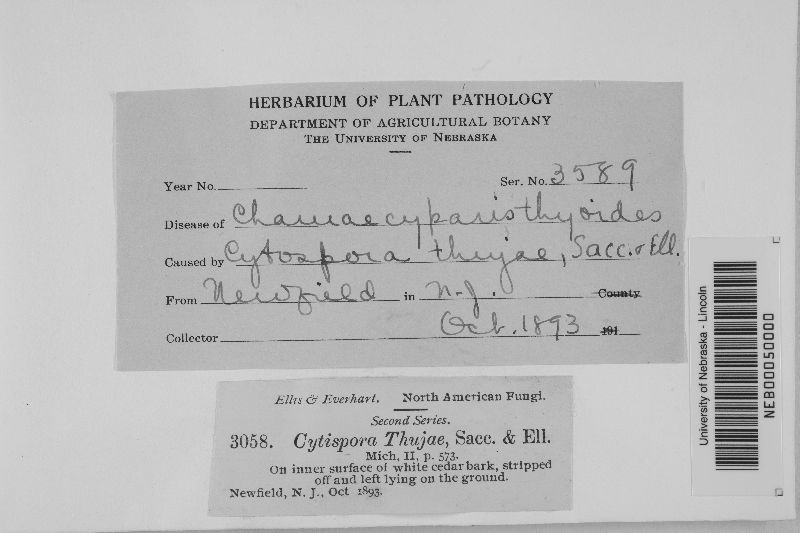 HERBARIUM OF PLANT PATHOLOGY
DEPARTMENT OF AGRICULTURAL BOTANY
THE UNIVERSITY OF NEBRASKA
Year No.
Ser. No. 3589
Disease of Chamaecyparis thyoides
Caused by Cytospora thujae, Sacc. & Ell.
From Newfield in N.J. County
Oct. 1893 191
Collector
Ellis & Everhart. North American Fungi.
Second Series.
3058. Cytispora Thujae, Sacc. & Ell.
Mich, II, p. 573.
On inner surface of white cedar bark, stripped
off and left lying on the ground.
Newfield, N. J., Oct 1893.
University of Nebraska - Lincoln
NEB00050000